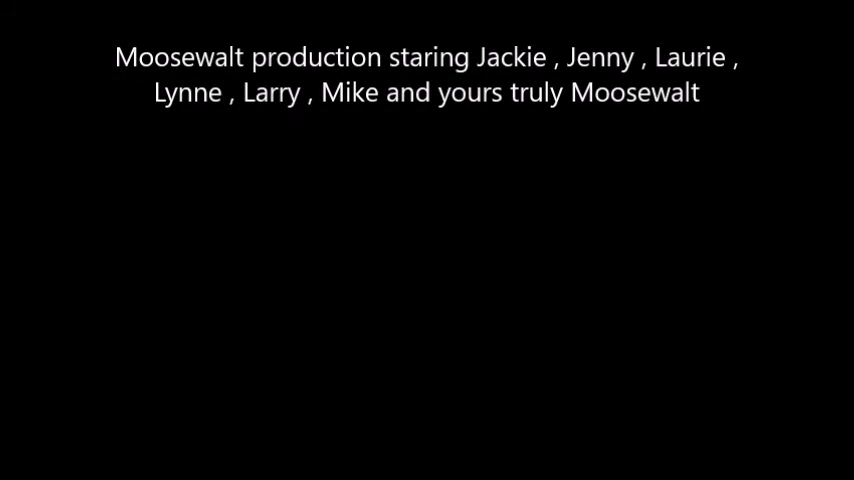 Moosewalt production staring Jackie , Jenny , Laurie ,
Lynne , Larry , Mike and yours truly Moosewalt